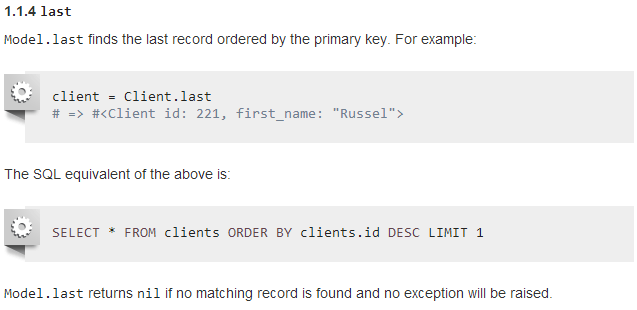 1.1.4 last
Model.last finds the last record ordered by the primary key. For example:
client = Client.last
# => #<Client id: 221, first_name: "Russel">
The SQL equivalent of the above is:
SELECT * FROM clients ORDER BY clients.id DESC LIMIT 1
Model.last returns nil if no matching record is found and no exception will be raised.